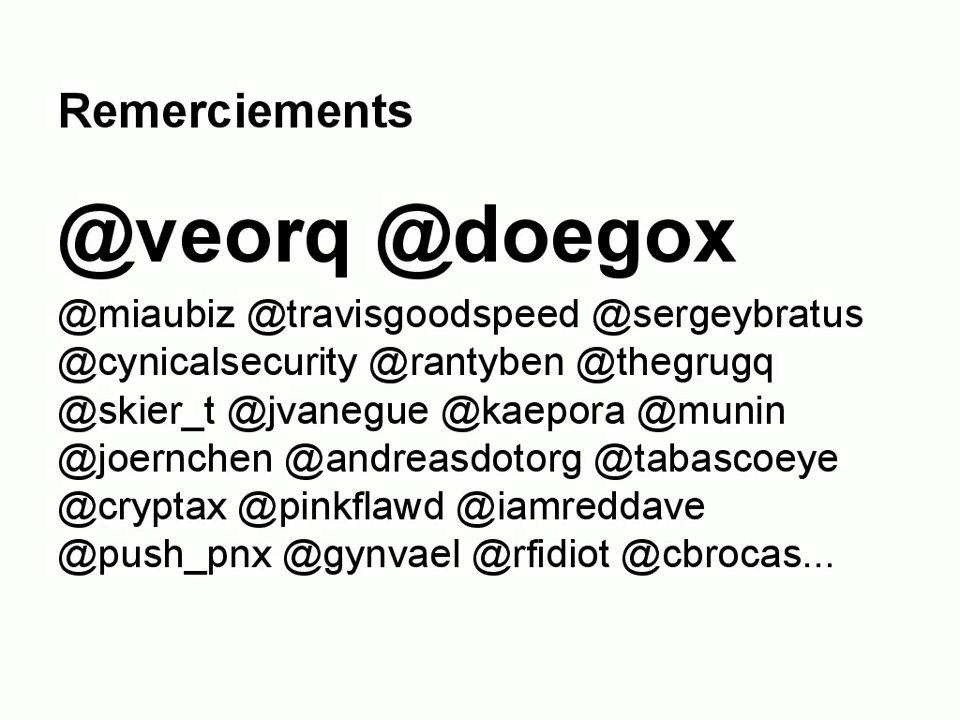 Remerciements
@veorq @doegox
@miaubiz @travisgoodspeed @sergeybratus
@cynicalsecurity @rantyben @thegrugq
@skier_t @jvanegue @kaepora @munin
@joernchen @andreasdotorg @tabascoeye
@cryptax @pinkflawd @iamreddave
@push_pnx @gynvael @rfidiot @cbrocas...